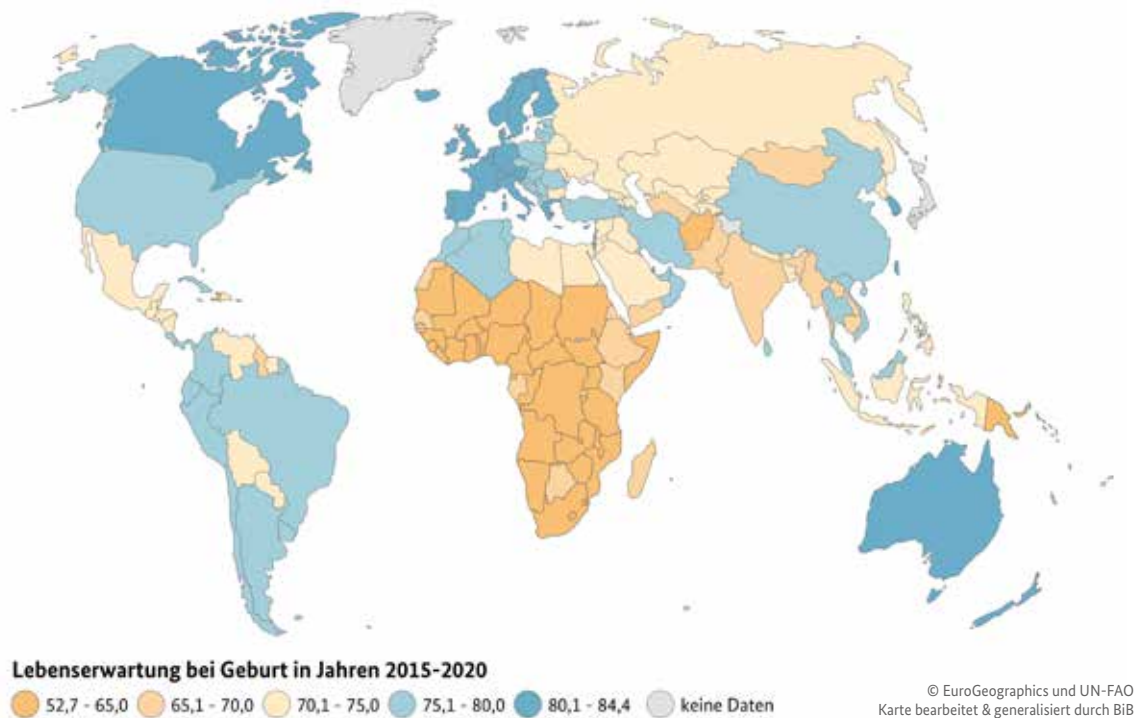 Lebenserwartung bei Geburt in Jahren 2015-2020
52,7 - 65,0 65,1 - 70,0 70,1 - 75,0 75,1 - 80,0 80,1 - 84,4 keine Daten
© EuroGeographics und UN-FAO
Karte bearbeitet & generalisiert durch BiB